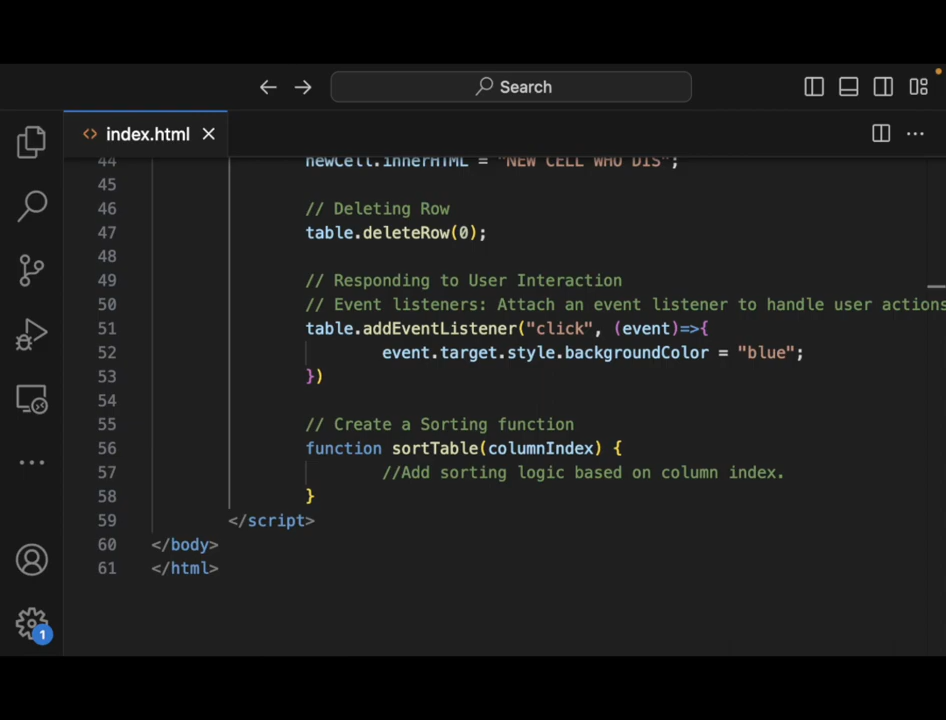 Search
index.html
44 newCell.innerHTML = "NEW CELL WHO DIS";
45
46 // Deleting Row
47 table.deleteRow(0);
48
49 // Responding to User Interaction
50 // Event listeners: Attach an event listener to handle user actions
51 table.addEventListener("click", (event)=>{
52 event.target.style.backgroundColor = "blue";
53 })
54
55 // Create a Sorting function
56 function sortTable(columnIndex) {
57 //Add sorting logic based on column index.
58 }
59 </script>
60 </body>
61 </html>
1